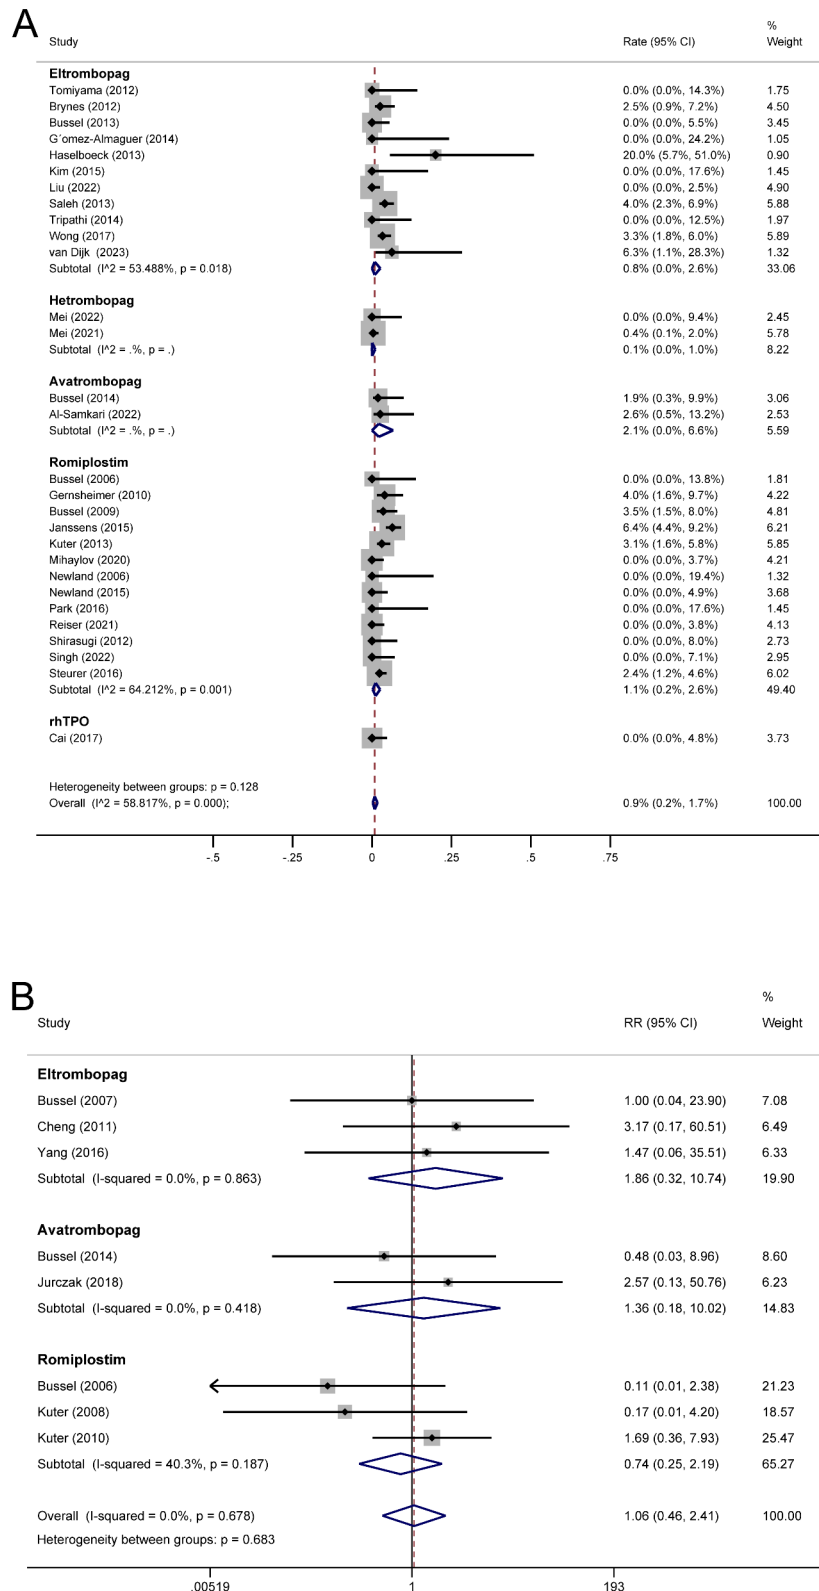 A
%
Study Rate (95% CI) Weight
Eltrombopag
Tomiyama (2012) 0.0% (0.0%, 14.3%) 1.75
Brynes (2012) 2.5% (0.9%, 7.2%) 4.50
Bussel (2013) 0.0% (0.0%, 5.5%) 3.45
G´omez-Almaguer (2014) 0.0% (0.0%, 24.2%) 1.05
Haselboeck (2013) 20.0% (5.7%, 51.0%) 0.90
Kim (2015) 0.0% (0.0%, 17.6%) 1.45
Liu (2022) 0.0% (0.0%, 2.5%) 4.90
Saleh (2013) 4.0% (2.3%, 6.9%) 5.88
Tripathi (2014) 0.0% (0.0%, 12.5%) 1.97
Wong (2017) 3.3% (1.8%, 6.0%) 5.89
van Dijk (2023) 6.3% (1.1%, 28.3%) 1.32
Subtotal (I^2 = 53.488%, p = 0.018) 0.8% (0.0%, 2.6%) 33.06
Hetrombopag
Mei (2022) 0.0% (0.0%, 9.4%) 2.45
Mei (2021) 0.4% (0.1%, 2.0%) 5.78
Subtotal (I^2 = .%, p = .) 0.1% (0.0%, 1.0%) 8.22
Avatrombopag
Bussel (2014) 1.9% (0.3%, 9.9%) 3.06
Al-Samkari (2022) 2.6% (0.5%, 13.2%) 2.53
Subtotal (I^2 = .%, p = .) 2.1% (0.0%, 6.6%) 5.59
Romiplostim
Bussel (2006) 0.0% (0.0%, 13.8%) 1.81
Gernsheimer (2010) 4.0% (1.6%, 9.7%) 4.22
Bussel (2009) 3.5% (1.5%, 8.0%) 4.81
Janssens (2015) 6.4% (4.4%, 9.2%) 6.21
Kuter (2013) 3.1% (1.6%, 5.8%) 5.85
Mihaylov (2020) 0.0% (0.0%, 3.7%) 4.21
Newland (2006) 0.0% (0.0%, 19.4%) 1.32
Newland (2015) 0.0% (0.0%, 4.9%) 3.68
Park (2016) 0.0% (0.0%, 17.6%) 1.45
Reiser (2021) 0.0% (0.0%, 3.8%) 4.13
Shirasugi (2012) 0.0% (0.0%, 8.0%) 2.73
Singh (2022) 0.0% (0.0%, 7.1%) 2.95
Steurer (2016) 2.4% (1.2%, 4.6%) 6.02
Subtotal (I^2 = 64.212%, p = 0.001) 1.1% (0.2%, 2.6%) 49.40
rhTPO
Cai (2017) 0.0% (0.0%, 4.8%) 3.73
Heterogeneity between groups: p = 0.128
Overall (I^2 = 58.817%, p = 0.000); 0.9% (0.2%, 1.7%) 100.00
-.5 -.25 0 .25 .5 .75
B
%
Study RR (95% CI) Weight
Eltrombopag
Bussel (2007) 1.00 (0.04, 23.90) 7.08
Cheng (2011) 3.17 (0.17, 60.51) 6.49
Yang (2016) 1.47 (0.06, 35.51) 6.33
Subtotal (I-squared = 0.0%, p = 0.863) 1.86 (0.32, 10.74) 19.90
Avatrombopag
Bussel (2014) 0.48 (0.03, 8.96) 8.60
Jurczak (2018) 2.57 (0.13, 50.76) 6.23
Subtotal (I-squared = 0.0%, p = 0.418) 1.36 (0.18, 10.02) 14.83
Romiplostim
Bussel (2006) 0.11 (0.01, 2.38) 21.23
Kuter (2008) 0.17 (0.01, 4.20) 18.57
Kuter (2010) 1.69 (0.36, 7.93) 25.47
Subtotal (I-squared = 40.3%, p = 0.187) 0.74 (0.25, 2.19) 65.27
Overall (I-squared = 0.0%, p = 0.678) 1.06 (0.46, 2.41) 100.00
Heterogeneity between groups: p = 0.683
.00519 1 193